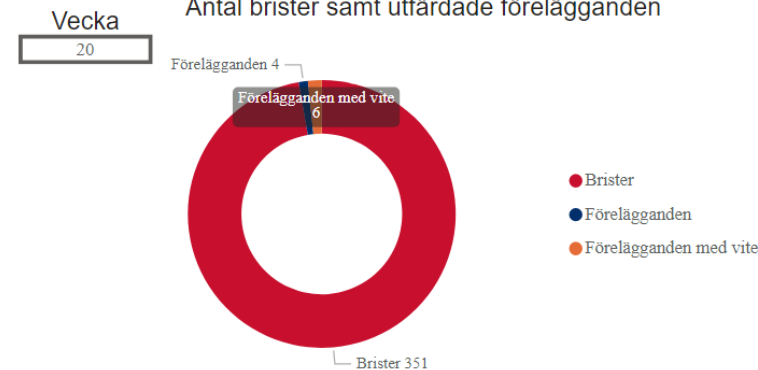 Antal brister samt utfärdade förelägganden
Vecka
20
Förelägganden 4
Förelägganden med vite
6
Brister
Förelägganden
Förelägganden med vite
Brister 351